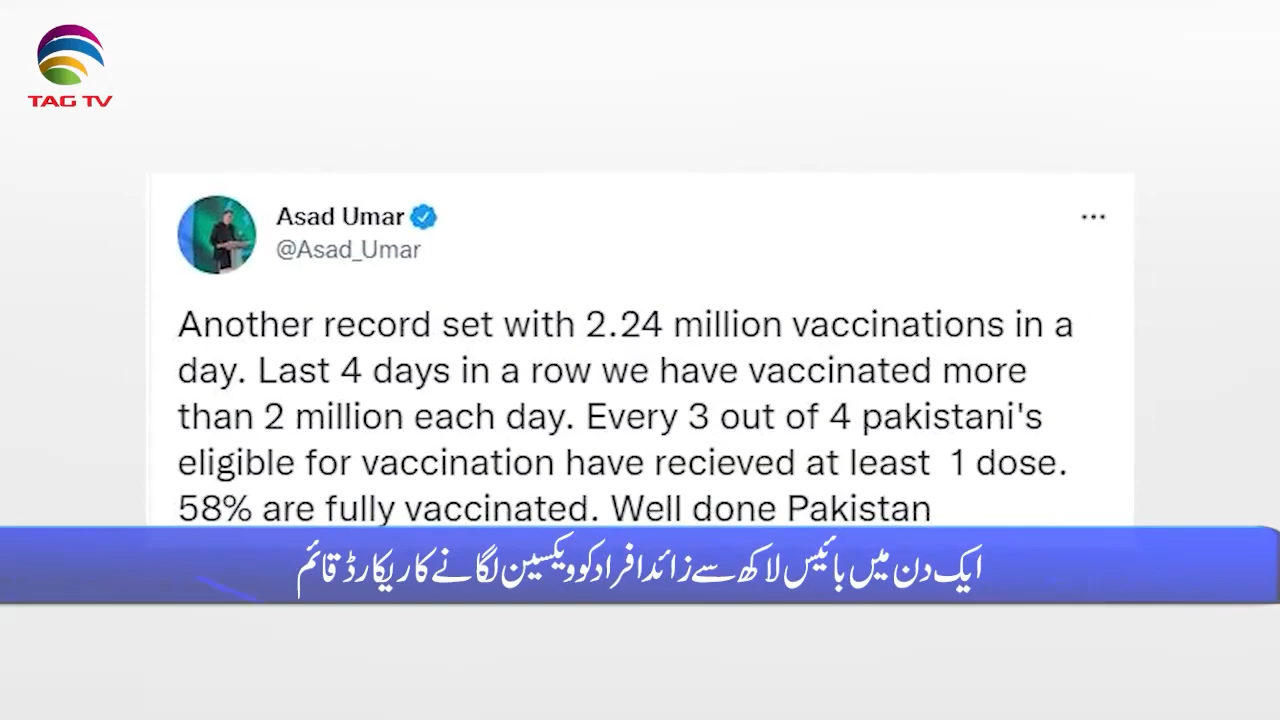 TAG TV
Asad Umar
@Asad_Umar
Another record set with 2.24 million vaccinations in a
day. Last 4 days in a row we have vaccinated more
than 2 million each day. Every 3 out of 4 pakistani's
eligible for vaccination have recieved at least 1 dose.
58% are fully vaccinated. Well done Pakistan
ایک دن میں بائیس لاکھ سے زائد افراد کو ویکسین لگانے کا ریکارڈ قائم